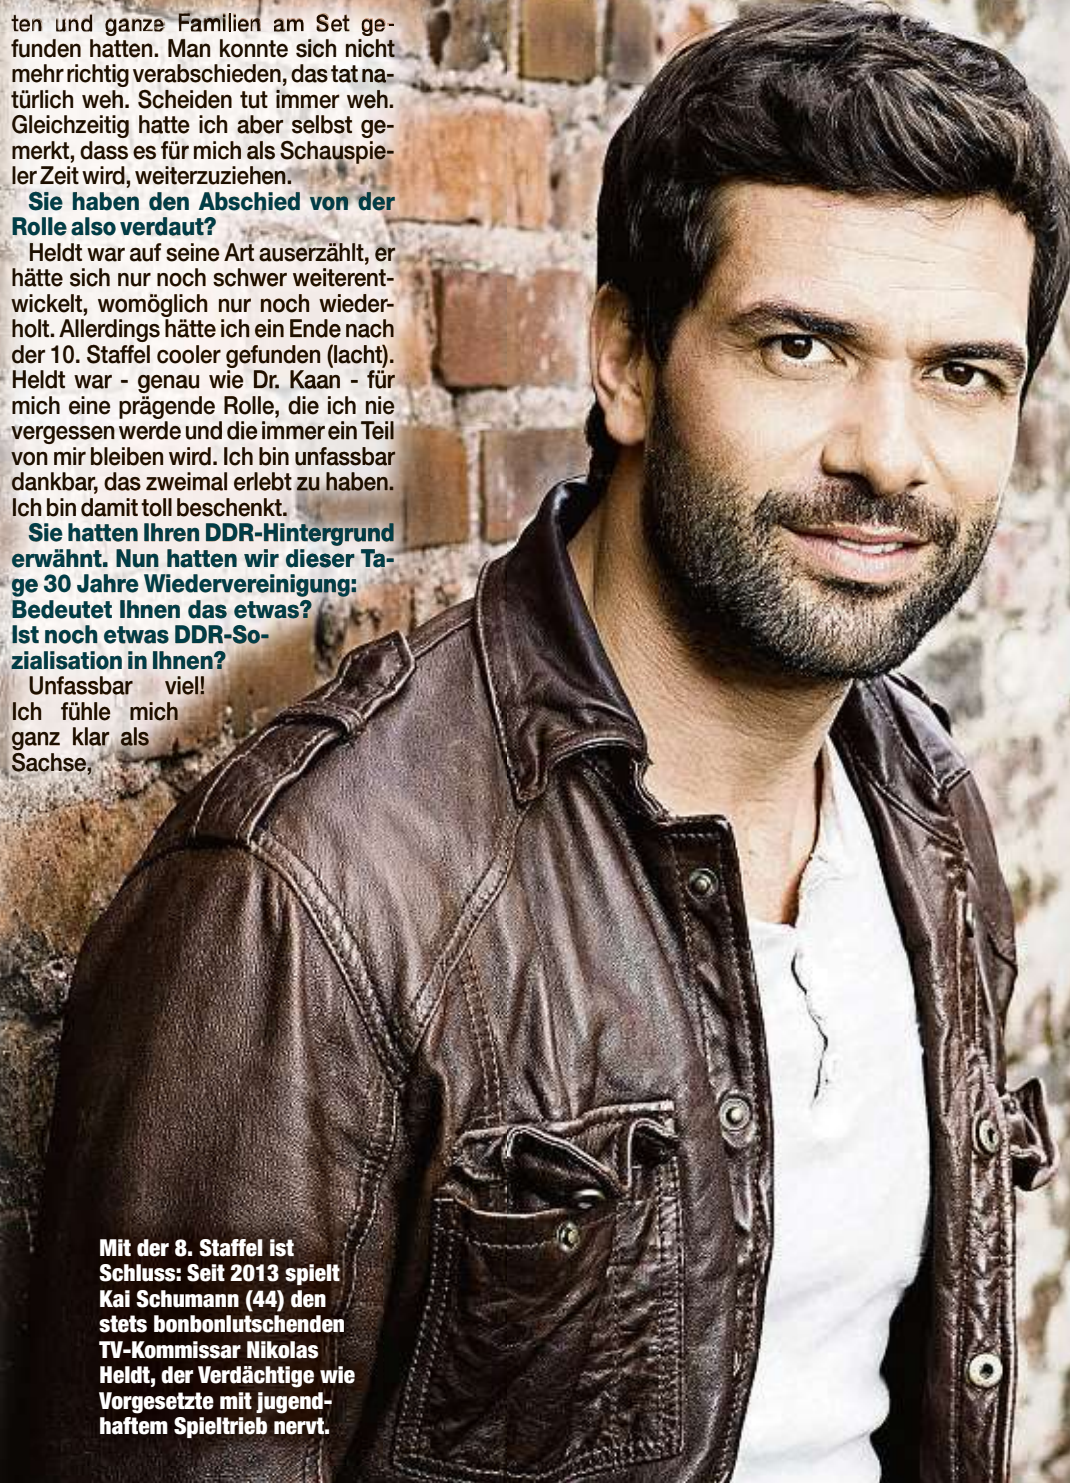 ten und ganze Familien am Set ge-
funden hatten. Man konnte sich nicht
mehr richtig verabschieden, das tat na-
türlich weh. Scheiden tut immer weh.
Gleichzeitig hatte ich aber selbst ge-
merkt, dass es für mich als Schauspie-
ler Zeit wird, weiterzuziehen.
Sie haben den Abschied von der
Rolle also verdaut?
Heldt war auf seine Art auserzählt, er
hätte sich nur noch schwer weiterent-
wickelt, womöglich nur noch wieder-
holt. Allerdings hätte ich ein Ende nach
der 10. Staffel cooler gefunden (lacht).
Heldt war - genau wie Dr. Kaan - für
mich eine prägende Rolle, die ich nie
vergessen werde und die immer ein Teil
von mir bleiben wird. Ich bin unfassbar
dankbar, das zweimal erlebt zu haben.
Ich bin damit toll beschenkt.
Sie hatten Ihren DDR-Hintergrund
erwähnt. Nun hatten wir dieser Ta-
ge 30 Jahre Wiedervereinigung:
Bedeutet Ihnen das etwas?
Ist noch etwas DDR-So-
zialisation in Ihnen?
Unfassbar viel!
Ich fühle mich
ganz klar als
Sachse,
Mit der 8. Staffel ist
Schluss: Seit 2013 spielt
Kai Schumann (44) den
stets bonbonlutschenden
TV-Kommissar Nikolas
Heldt, der Verdächtige wie
Vorgesetzte mit jugend-
haftem Spieltrieb nervt.